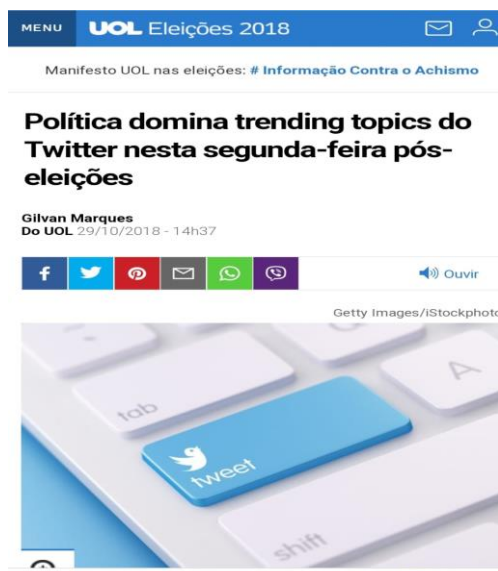 MENU UOL Eleições 2018
Manifesto UOL nas eleições: # Informação Contra o Achismo
Política domina trending topics do
Twitter nesta segunda-feira pós-
eleições
Gilvan Marques
Do UOL 29/10/2018 - 14h37
Ouvir
Getty Images/iStockphoto
tab
A
tweet
shift